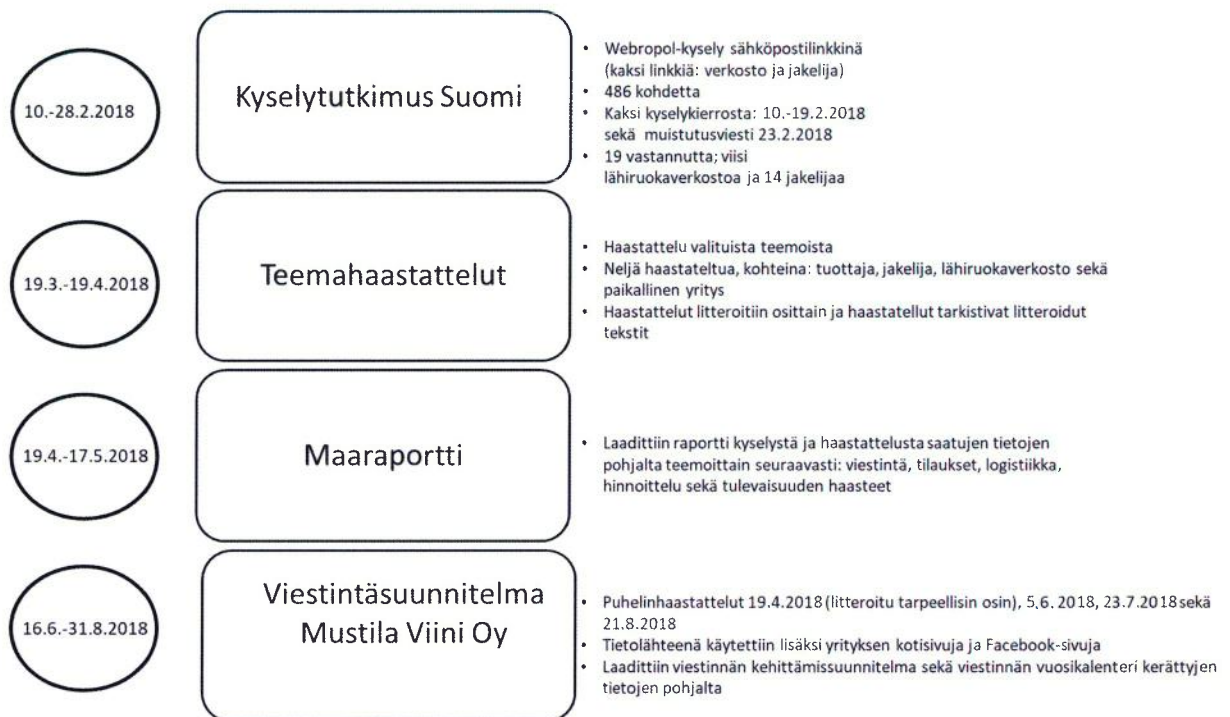 10.-28.2.2018
Kyselytutkimus Suomi
• Webropol-kysely sähköpostilinkkinä
(kaksi linkkiä: verkosto ja jakelija)
• 486 kohdetta
• Kaksi kyselykierrosta: 10.-19.2.2018
sekä muistutusviesti 23.2.2018
• 19 vastannutta; viisi
lähiruokaverkostoa ja 14 jakelijaa
19.3.-19.4.2018
Teemahaastattelut
• Haastattelu valituista teemoista
• Neljä haastateltua, kohteina: tuottaja, jakelija, lähiruokaverkosto sekä
paikallinen yritys
• Haastattelut litteroitiin osittain ja haastatellut tarkistivat litteroidut
tekstit
19.4.-17.5.2018
Maaraportti
• Laadittiin raportti kyselystä ja haastattelusta saatujen tietojen
pohjalta teemoittain seuraavasti: viestintä, tilaukset, logistiikka,
hinnoittelu sekä tulevaisuuden haasteet
16.6.-31.8.2018
Viestintäsuunnitelma
Mustila Viini Oy
• Puhelinhaastattelut 19.4.2018 (litteroitu tarpeellisin osin), 5.6. 2018, 23.7.2018 sekä
21.8.2018
• Tietolähteenä käytettiin lisäksi yrityksen kotisivuja ja Facebook-sivuja
• Laadittiin viestinnän kehittämissuunnitelma sekä viestinnän vuosikalenteri kerättyjen
tietojen pohjalta